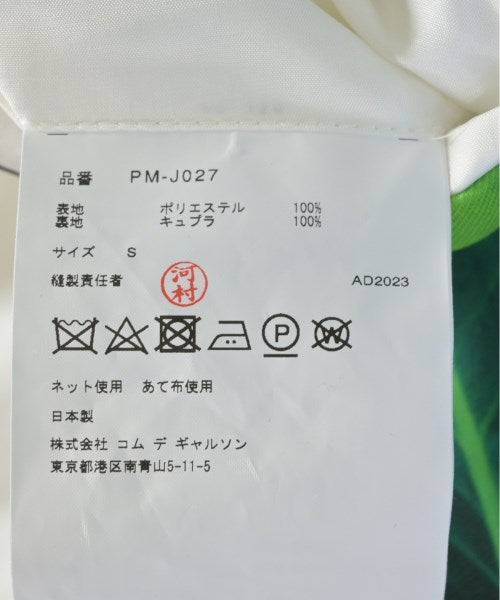 品番 PM-J027
表地 ポリエステル 100%
裏地 キュプラ 100%
サイズ S
縫製責任者 河村 AD2023
P W
ネット使用 あて布使用
日本製
株式会社 コム デ ギャルソン
東京都港区南青山5-11-5